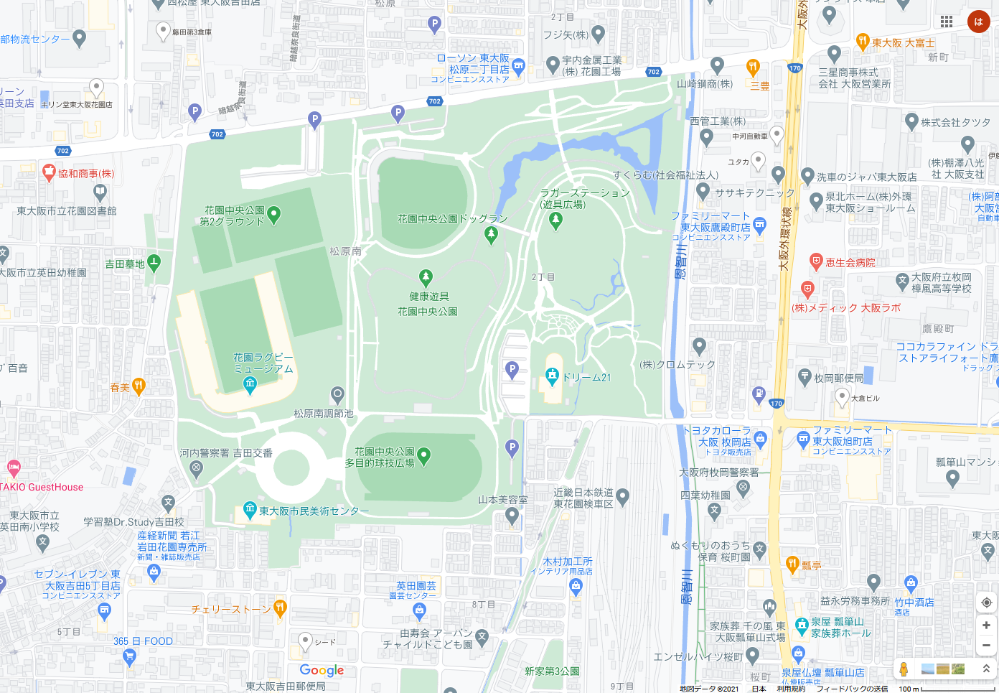 西松屋 東大阪吉田店
松原
2丁目
大阪外
は
藤田第3倉庫
部物流センター
暗越奈良街道
フジ矢(株)
東大阪 大富士
新町
ローソン 東大阪
松原二丁目店
コンビニエンスストア
宇内金属工業
(株) 花園工場
702
170
山崎鋼商(株)
三豊
三星商事株式
会社 大阪営業所
リーン
英田支店
キリン堂東大阪花園店
暗越奈良街道
702
702
702
西管工業(株)
中河自動車
株式会社タツタ
ユタカ
(株)棚澤八光
社 大阪支社
協和商事(株)
すくらむ(社会福祉法人)
洗車のジャバ東大阪店
東大阪市立花園図書館
花園中央公園
第2グラウンド
ラガーステーション
(遊具広場)
ササキテクニック
泉北ホーム(株)外環
東大阪ショールーム
花園中央公園ドッグラン
ファミリーマート
東大阪鷹殿町店
コンビニエンスストア
大阪外環状線
松原南
吉田墓地
大阪市立英田幼稚園
恩智川
恵生会病院
2丁目
大阪府立枚岡
樟風高等学校
健康遊具
花園中央公園
(株)メディック 大阪ラボ
鷹殿町
花園ラグビー
ミュージアム
ココカラファイン ドラ
ストアライフォート鷹
ドラッグス
(株)クロムテック
ドリーム21
枚岡郵便局
春美
大倉ビル
松原南調節池
170
トヨタカローラ
大阪 枚岡店
トヨタ販売店
ファミリーマート
東大阪旭町店
コンビニエンスストア
河内警察署 吉田交番
花園中央公園
多目的球技広場
瓢箪山マンショ
TAKIO GuestHouse
大阪府枚岡警察署
山本美容室
近畿日本鉄道
東花園検車区
四葉幼稚園
東大阪市立
英田南小学校
学習塾Dr.Study吉田校
東大阪市民美術センター
産経新聞 若江
岩田花園専売所
新聞・雑誌販売店
ぬくもりのおうち
保育 桜町園
瓢亭
木村加工所
インテリア用品店
セブン-イレブン 東
大阪吉田5丁目店
コンビニエンスストア
英田園芸
園芸センター
恩智川
益永労務事務所
竹中酒店
酒店
チェリーストーン
8丁目
5丁目
家族葬 千の風 東
大阪瓢箪山式場
泉屋 瓢箪山
家族葬ホール
365 日 FOOD
シード
由寿会 アーバン
チャイルドこども園
エンゼルハイツ桜町
新家第3公園
桜町
泉屋仏壇 瓢箪山店
仏壇販売店
Google
東大阪吉田郵便局
9丁目
地図データ ©2021 日本 利用規約 フィードバックの送信 100 m